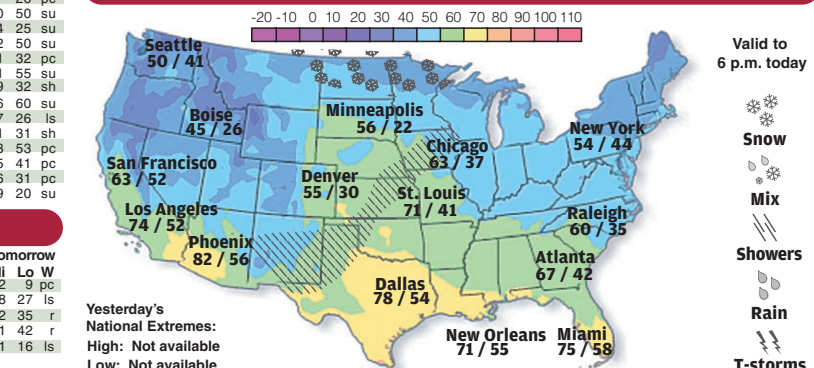 50 su
25 su
50 su
32 pc
55 su
32 sh
60 su
26 ls
31 sh
53 pc
41 pc
31 pc
20 su
Lo W
9 pc
27 ls
35 r
42 r
16 ls
-20 -10 0 10 20 30 40 50 60 70 80 90 100 110
Seattle
50 / 41
Boise
45 / 26
Minneapolis
56 / 22
New York
54 / 44
Chicago
63 / 37
San Francisco
63 / 52
Denver
55 / 30
St. Louis
71 / 41
Los Angeles
74 / 52
Raleigh
60 / 35
Phoenix
82 / 56
Atlanta
67 / 42
Dallas
78 / 54
New Orleans
71 / 55
Miami
75 / 58
Yesterday's
National Extremes:
High: Not available
Low: Not available
Valid to
6 p.m. today
Snow
Mix
Showers
Rain
T-storms